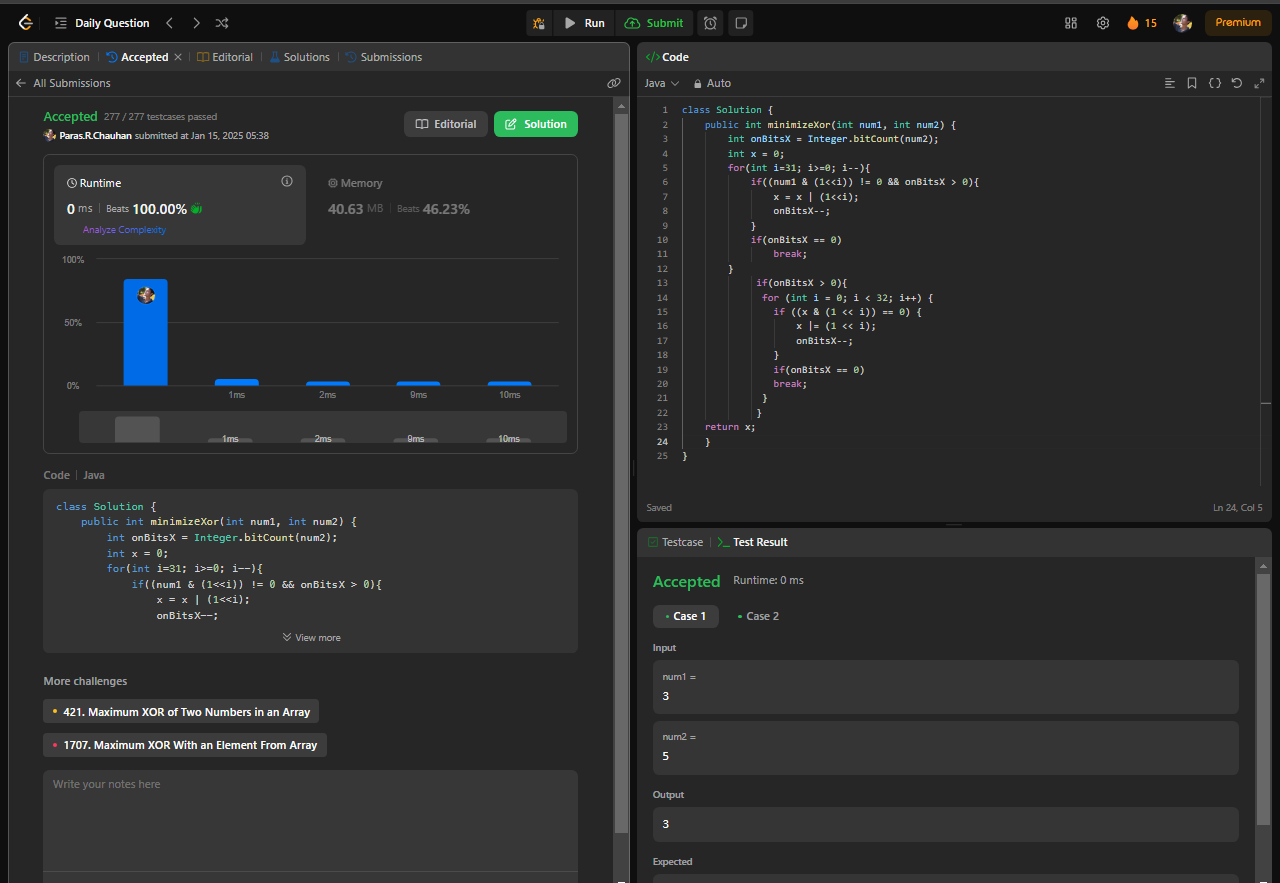 Daily Question
Run
Submit
15
Premium
Description
Accepted
Editorial
Solutions
Submissions
All Submissions
Accepted 277 / 277 testcases passed
Paras.R.Chauhan submitted at Jan 15, 2025 05:38
Editorial
Solution
Runtime
0 ms | Beats 100.00%
Analyze Complexity
Memory
40.63 MB | Beats 46.23%
100%
50%
0%
1ms 2ms 9ms 10ms
1ms 2ms 9ms 10ms
Code | Java
class Solution {
    public int minimizeXor(int num1, int num2) {
        int onBitsX = Integer.bitCount(num2);
        int x = 0;
        for(int i=31; i>=0; i--){
            if((num1 & (1<<i)) != 0 && onBitsX > 0){
                x = x | (1<<i);
                onBitsX--;
View more
More challenges
421. Maximum XOR of Two Numbers in an Array
1707. Maximum XOR With an Element From Array
Write your notes here
</> Code
Java
Auto
1 class Solution {
2     public int minimizeXor(int num1, int num2) {
3         int onBitsX = Integer.bitCount(num2);
4         int x = 0;
5         for(int i=31; i>=0; i--){
6             if((num1 & (1<<i)) != 0 && onBitsX > 0){
7                 x = x | (1<<i);
8                 onBitsX--;
9             }
10             if(onBitsX == 0)
11                 break;
12         }
13              if(onBitsX > 0){
14               for (int i = 0; i < 32; i++) {
15                 if ((x & (1 << i)) == 0) {
16                     x |= (1 << i);
17                     onBitsX--;
18                 }
19                 if(onBitsX == 0)
20                 break;
21               }
22              }
23     return x;
24     }
25 }
Saved
Ln 24, Col 5
Testcase
Test Result
Accepted Runtime: 0 ms
Case 1
Case 2
Input
num1 =
3
num2 =
5
Output
3
Expected